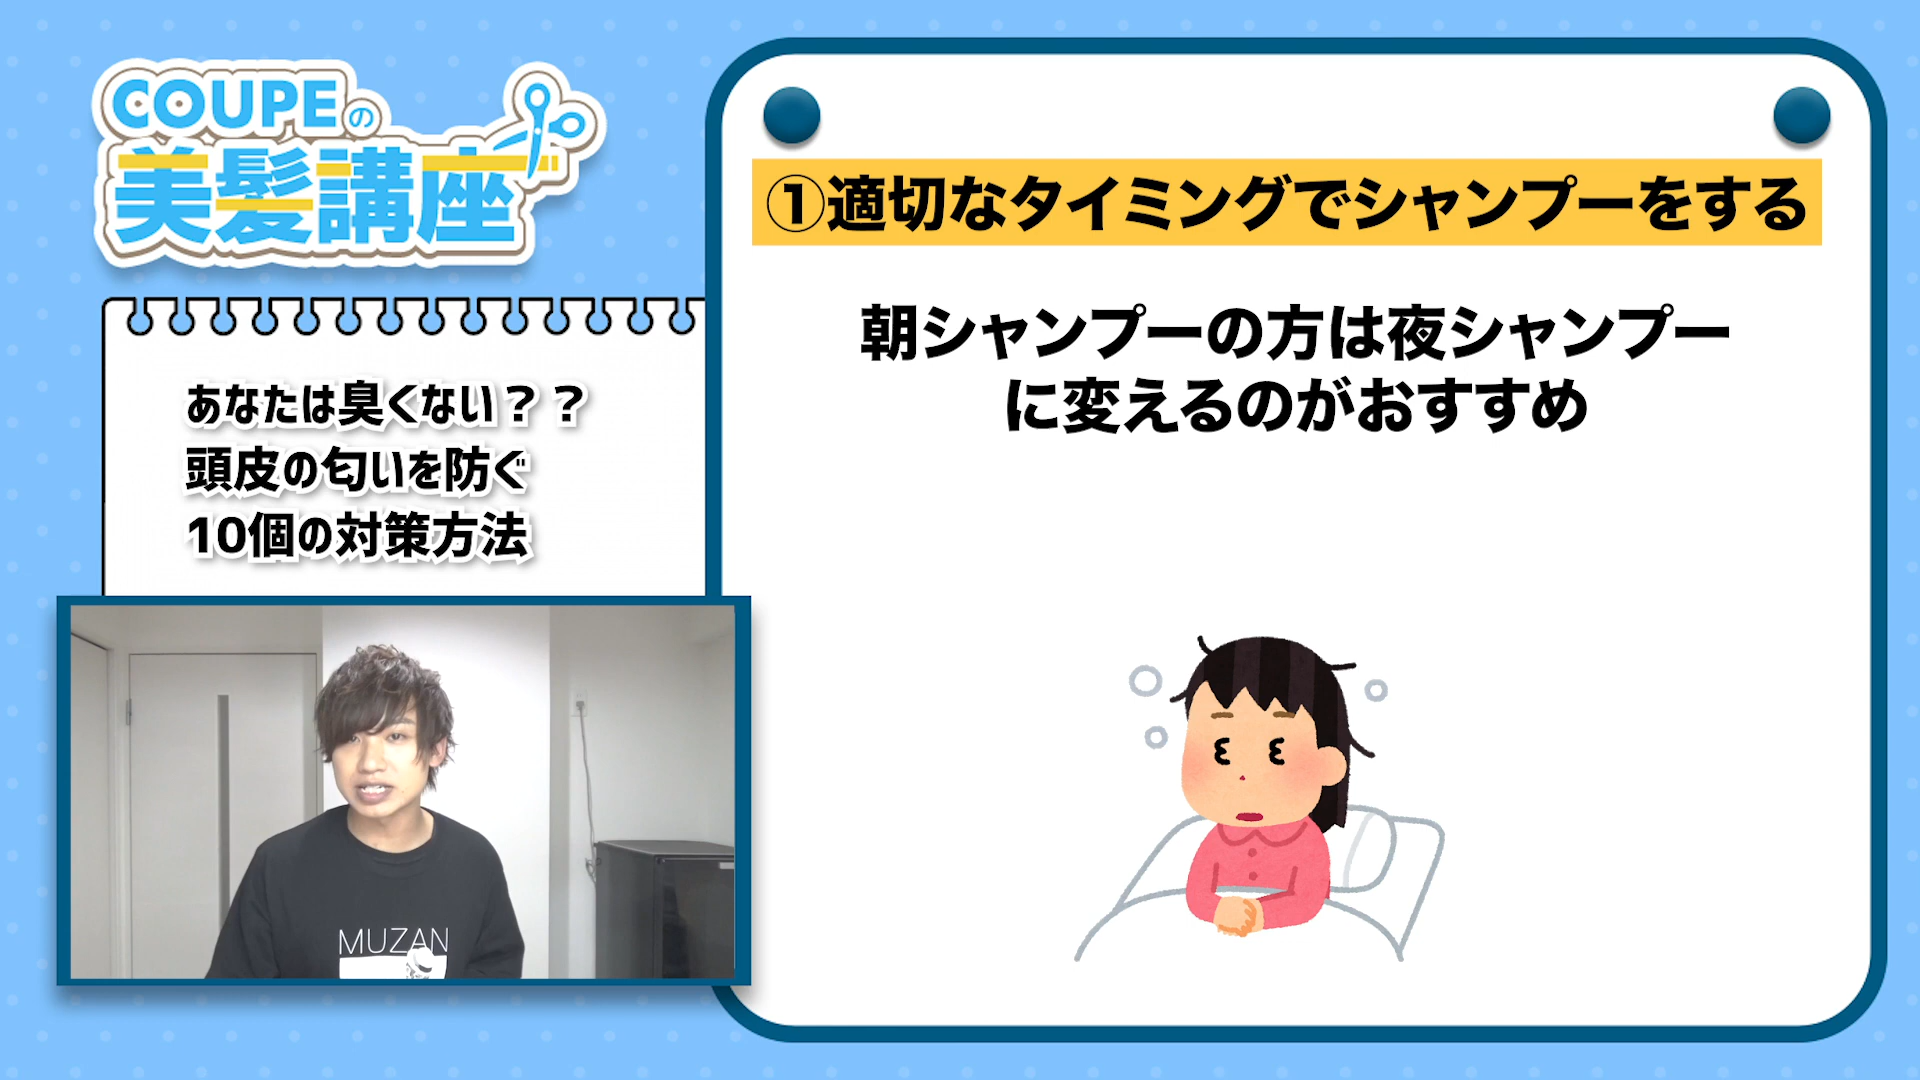 COUPEの
美髪講座
あなたは臭くない？？
頭皮の匂いを防ぐ
10個の対策方法
①適切なタイミングでシャンプーをする
朝シャンプーの方は夜シャンプー
に変えるのがおすすめ
MUZAN